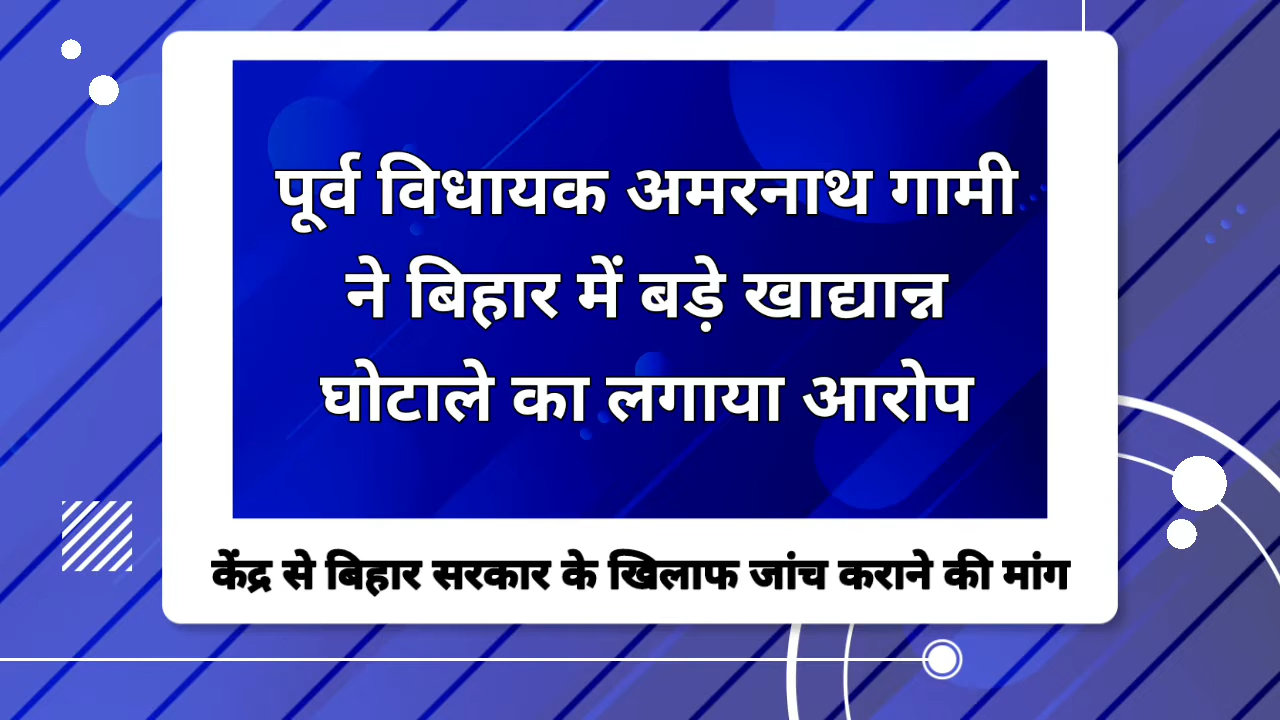 पूर्व विधायक अमरनाथ गामी
ने बिहार में बड़े खाद्यान्न
घोटाले का लगाया आरोप
केंद्र से बिहार सरकार के खिलाफ जांच कराने की मांग